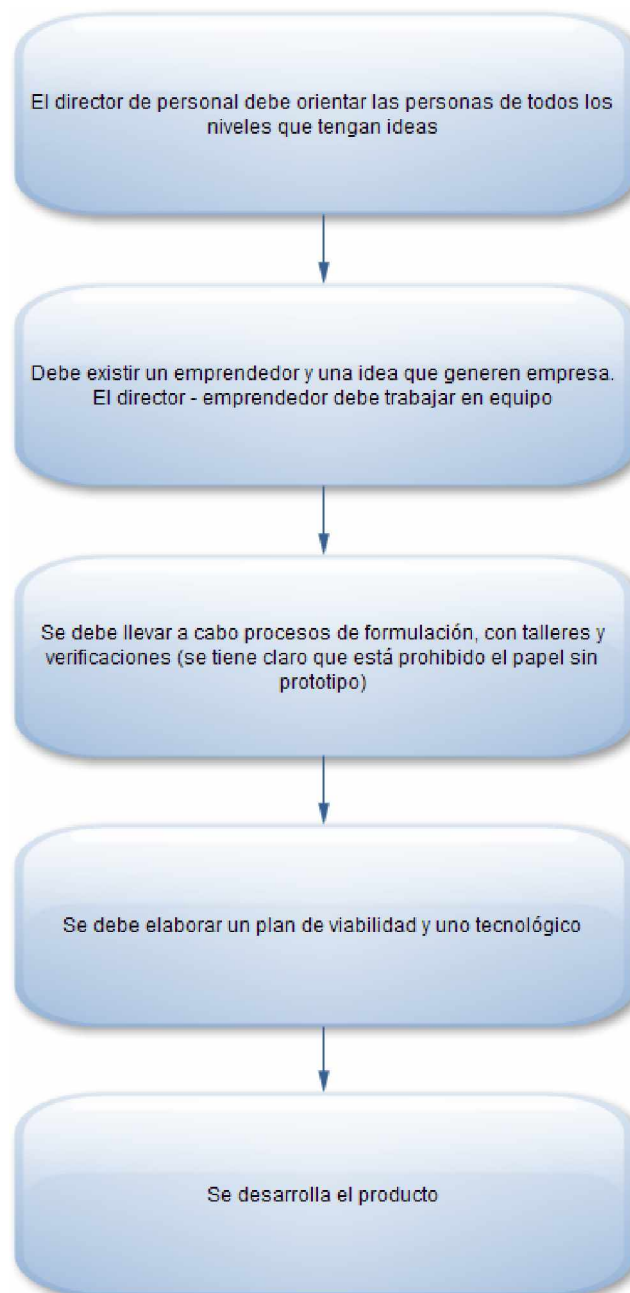 El director de personal debe orientar las personas de todos los
niveles que tengan ideas
Debe existir un emprendedor y una idea que generen empresa.
El director - emprendedor debe trabajar en equipo
Se debe llevar a cabo procesos de formulación, con talleres y
verificaciones (se tiene claro que está prohibido el papel sin
prototipo)
Se debe elaborar un plan de viabilidad y uno tecnológico
Se desarrolla el producto